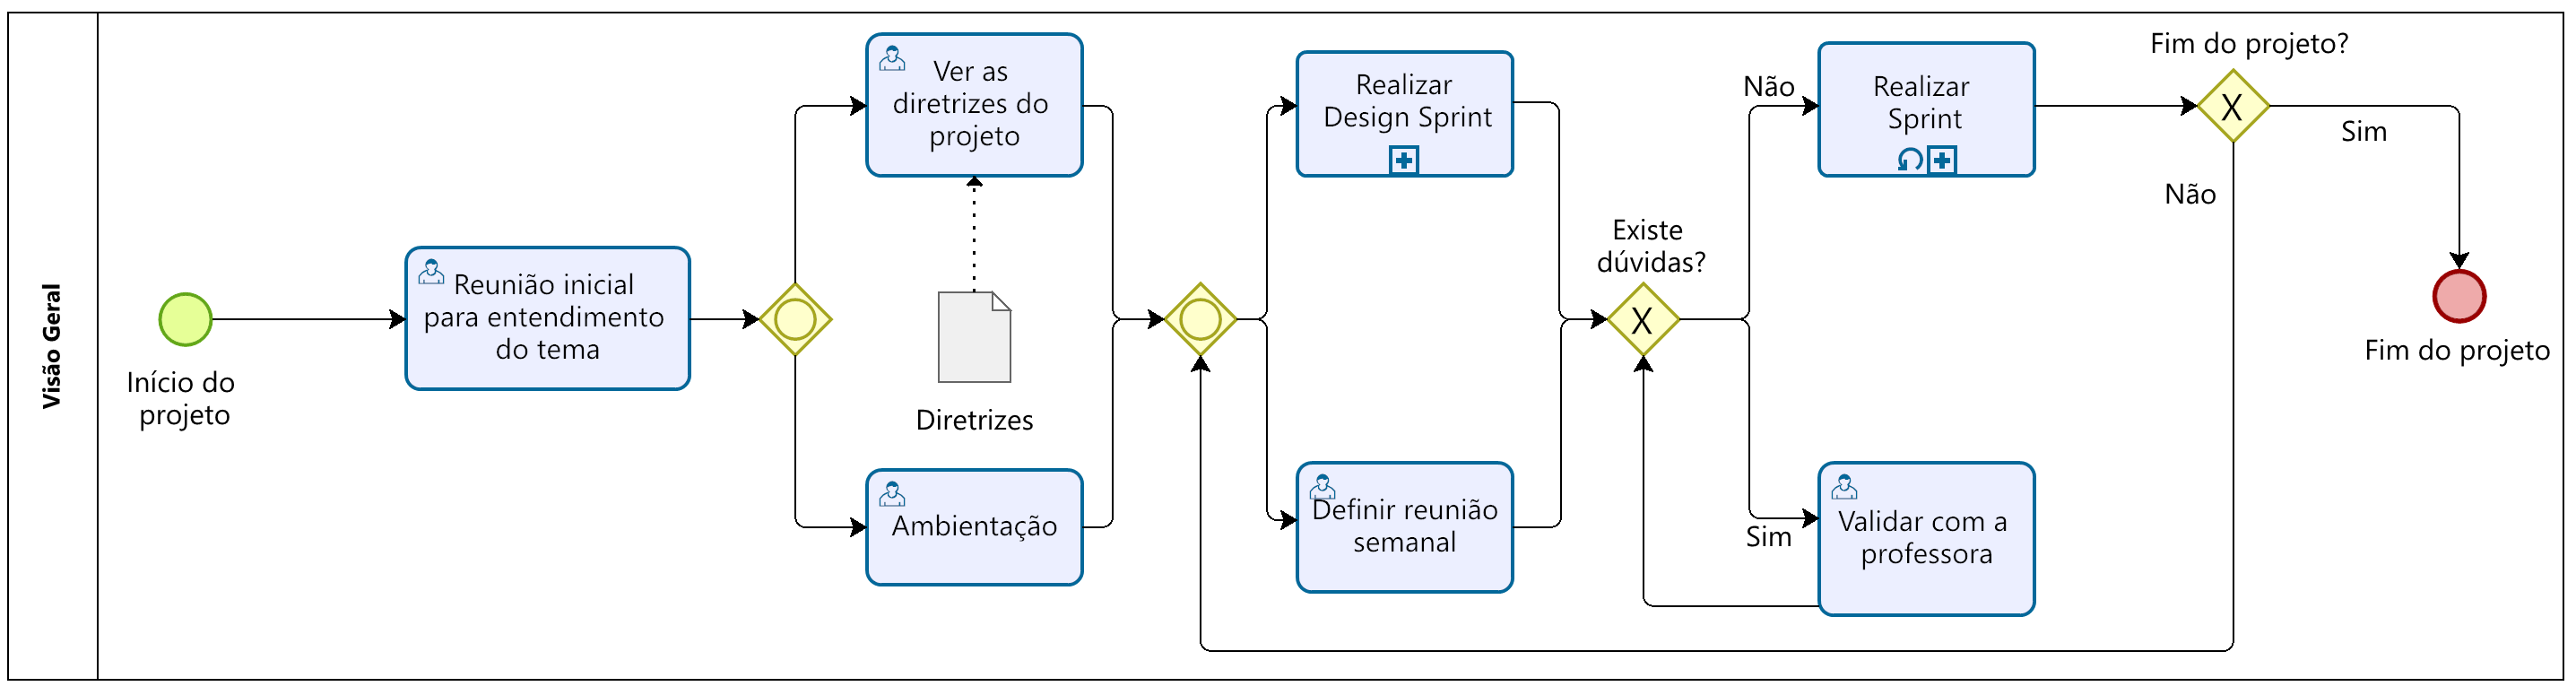 Visão Geral
Início do
projeto
Reunião inicial
para entendimento
do tema
Ver as
diretrizes do
projeto
Diretrizes
Ambientação
Realizar
Design Sprint
Definir reunião
semanal
Existe
dúvidas?
Não
Sim
Realizar
Sprint
Validar com a
professora
Fim do projeto?
Sim
Não
Fim do projeto